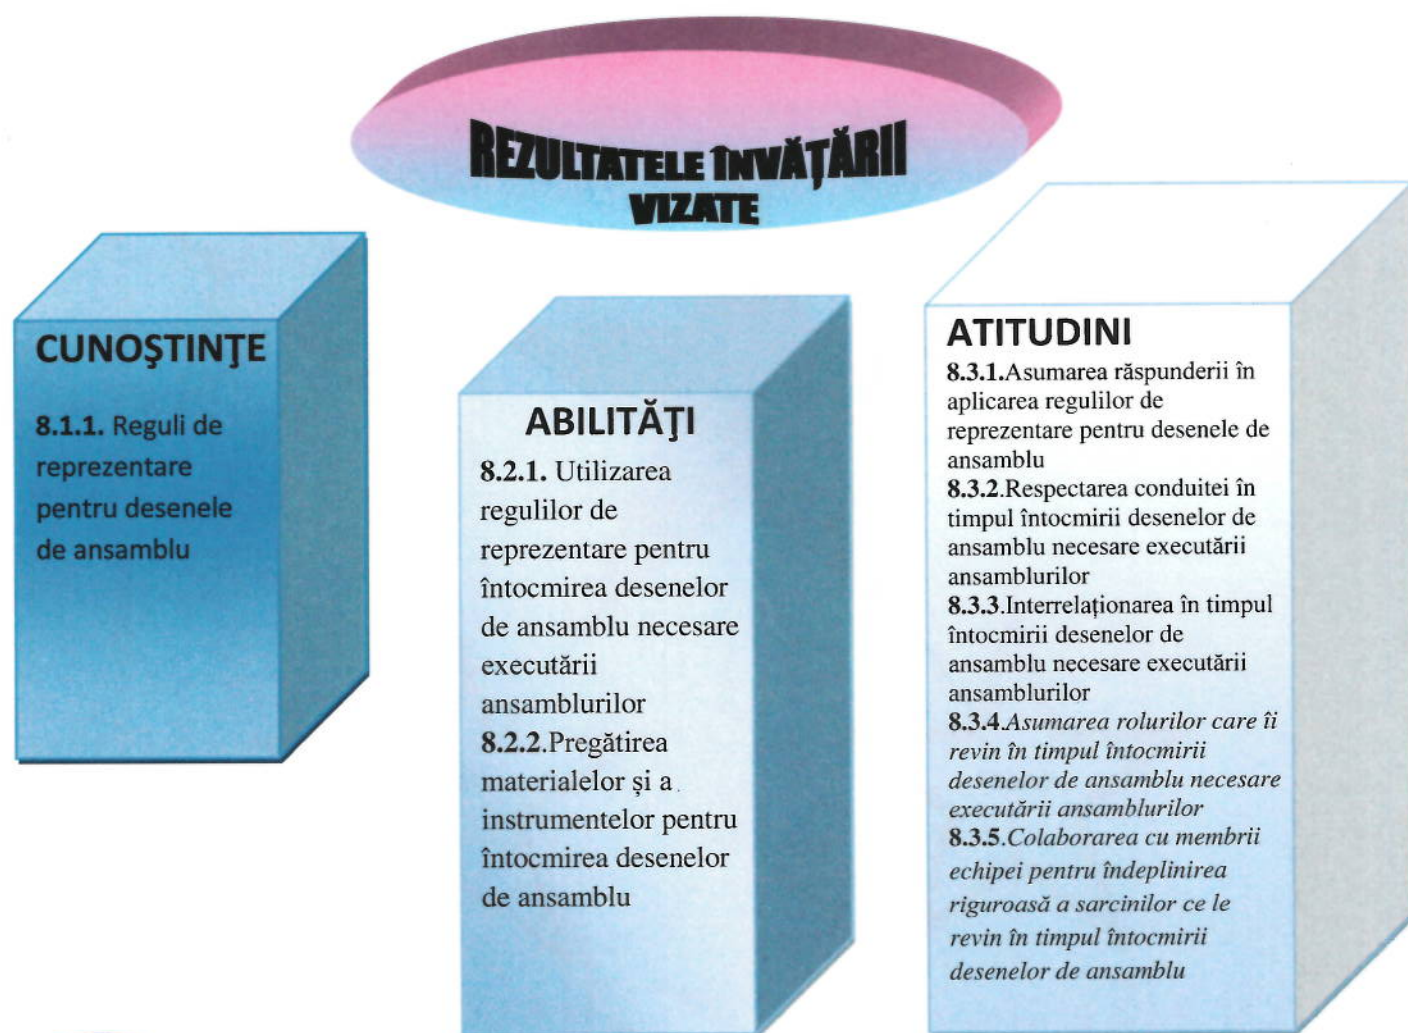 REZULTATELE ÎNVĂŢĂRII
VIZATE
CUNOŞTINŢE
8.1.1. Reguli de
reprezentare
pentru desenele
de ansamblu
ABILITĂŢI
8.2.1. Utilizarea
regulilor de
reprezentare pentru
întocmirea desenelor
de ansamblu necesare
executării
ansamblurilor
8.2.2.Pregătirea
materialelor și a
instrumentelor pentru
întocmirea desenelor
de ansamblu
ATITUDINI
8.3.1.Asumarea răspunderii în
aplicarea regulilor de
reprezentare pentru desenele de
ansamblu
8.3.2.Respectarea conduitei în
timpul întocmirii desenelor de
ansamblu necesare executării
ansamblurilor
8.3.3.Interrelaționarea în timpul
întocmirii desenelor de
ansamblu necesare executării
ansamblurilor
8.3.4.Asumarea rolurilor care îi
revin în timpul întocmirii
desenelor de ansamblu necesare
executării ansamblurilor
8.3.5.Colaborarea cu membrii
echipei pentru îndeplinirea
riguroasă a sarcinilor ce le
revin în timpul întocmirii
desenelor de ansamblu